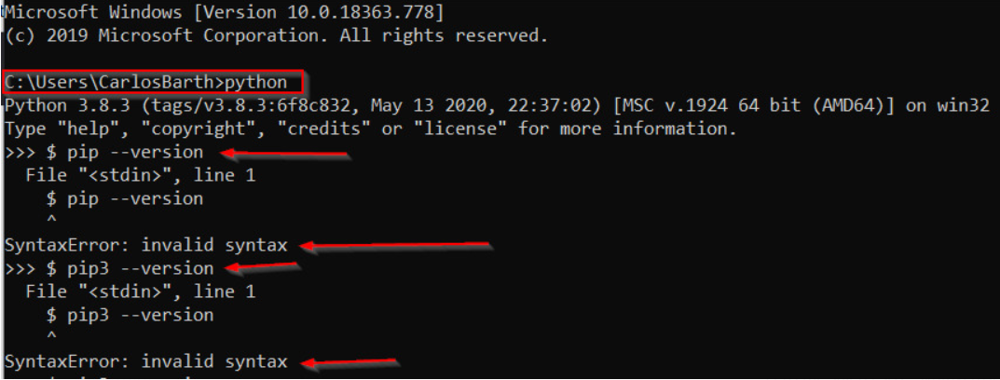 Microsoft Windows [Version 10.0.18363.778]
(c) 2019 Microsoft Corporation. All rights reserved.
C:\Users\CarlosBarth>python
Python 3.8.3 (tags/v3.8.3:6f8c832, May 13 2020, 22:37:02) [MSC v.1924 64 bit (AMD64)] on win32
Type "help", "copyright", "credits" or "license" for more information.
>>> $ pip --version
  File "<stdin>", line 1
    $ pip --version
    ^
SyntaxError: invalid syntax
>>> $ pip3 --version
  File "<stdin>", line 1
    $ pip3 --version
    ^
SyntaxError: invalid syntax